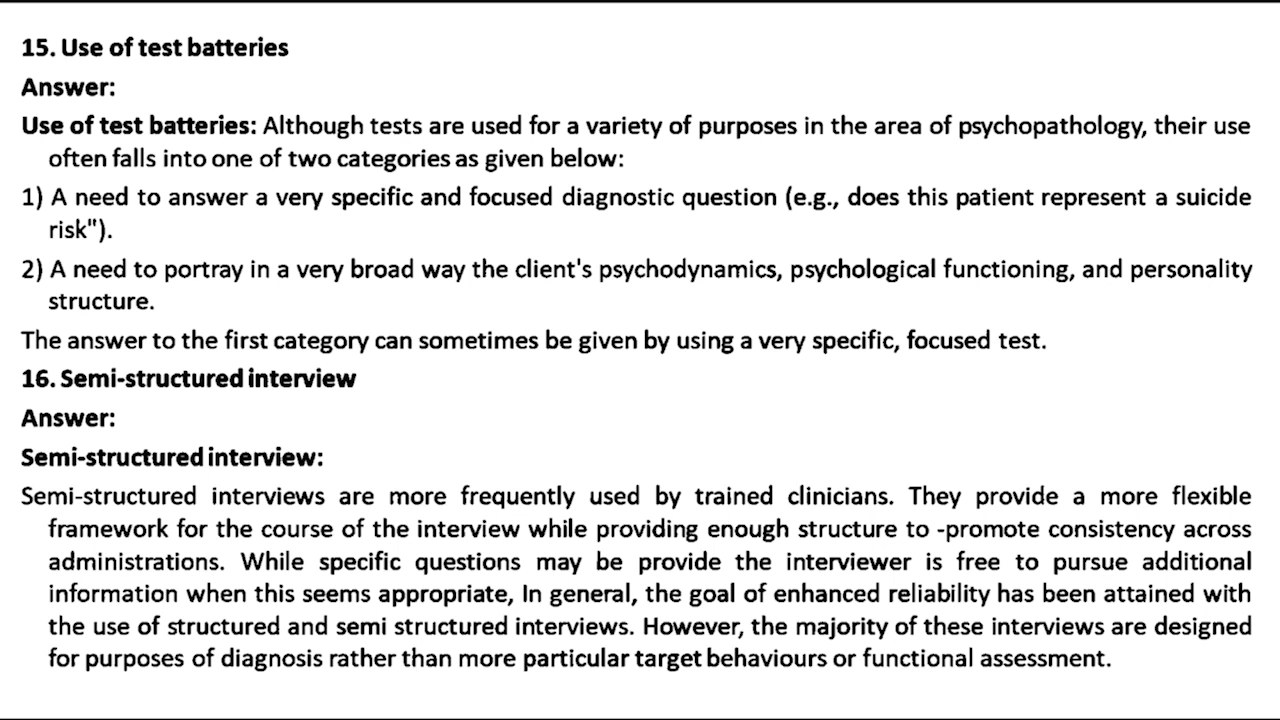 15. Use of test batteries
Answer:
Use of test batteries: Although tests are used for a variety of purposes in the area of psychopathology, their use
often falls into one of two categories as given below:
1) A need to answer a very specific and focused diagnostic question (e.g., does this patient represent a suicide
risk").
2) A need to portray in a very broad way the client's psychodynamics, psychological functioning, and personality
structure.
The answer to the first category can sometimes be given by using a very specific, focused test.
16. Semi-structured interview
Answer:
Semi-structured interview:
Semi-structured interviews are more frequently used by trained clinicians. They provide a more flexible
framework for the course of the interview while providing enough structure to -promote consistency across
administrations. While specific questions may be provide the interviewer is free to pursue additional
information when this seems appropriate, In general, the goal of enhanced reliability has been attained with
the use of structured and semi structured interviews. However, the majority of these interviews are designed
for purposes of diagnosis rather than more particular target behaviours or functional assessment.